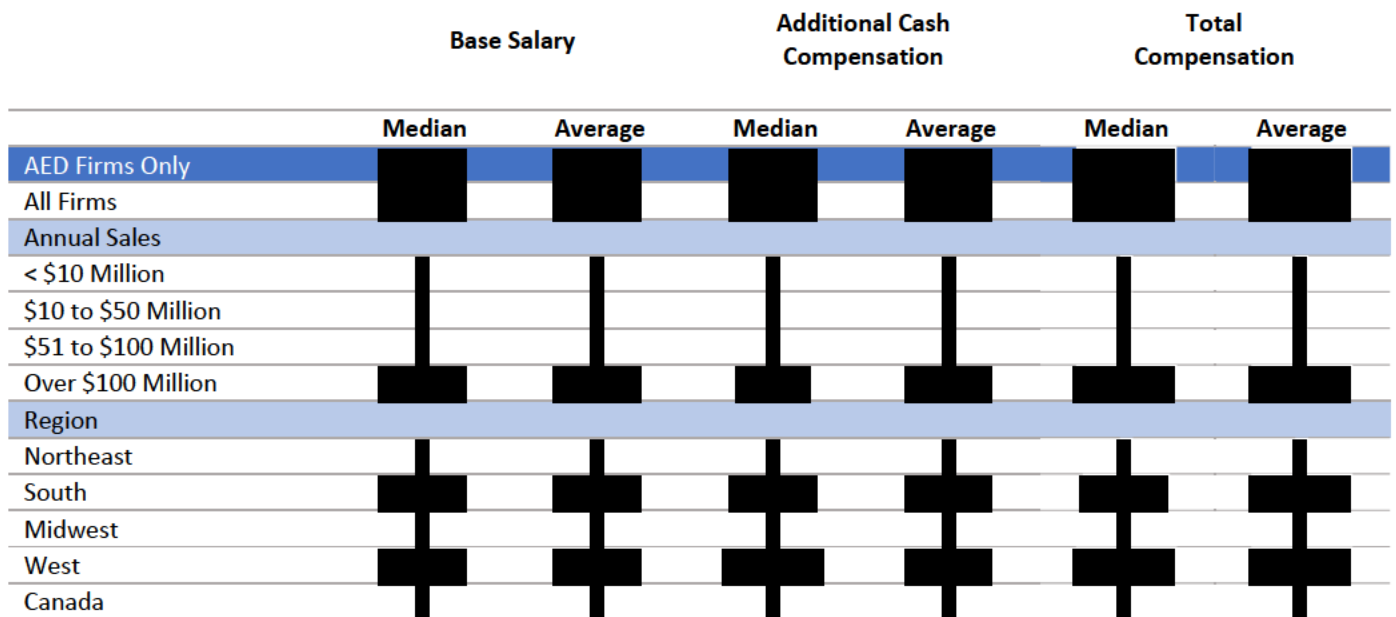 Base Salary Additional Cash Compensation Total Compensation
Median Average Median Average Median Average
AED Firms Only
All Firms
Annual Sales
< $10 Million
$10 to $50 Million
$51 to $100 Million
Over $100 Million
Region
Northeast
South
Midwest
West
Canada